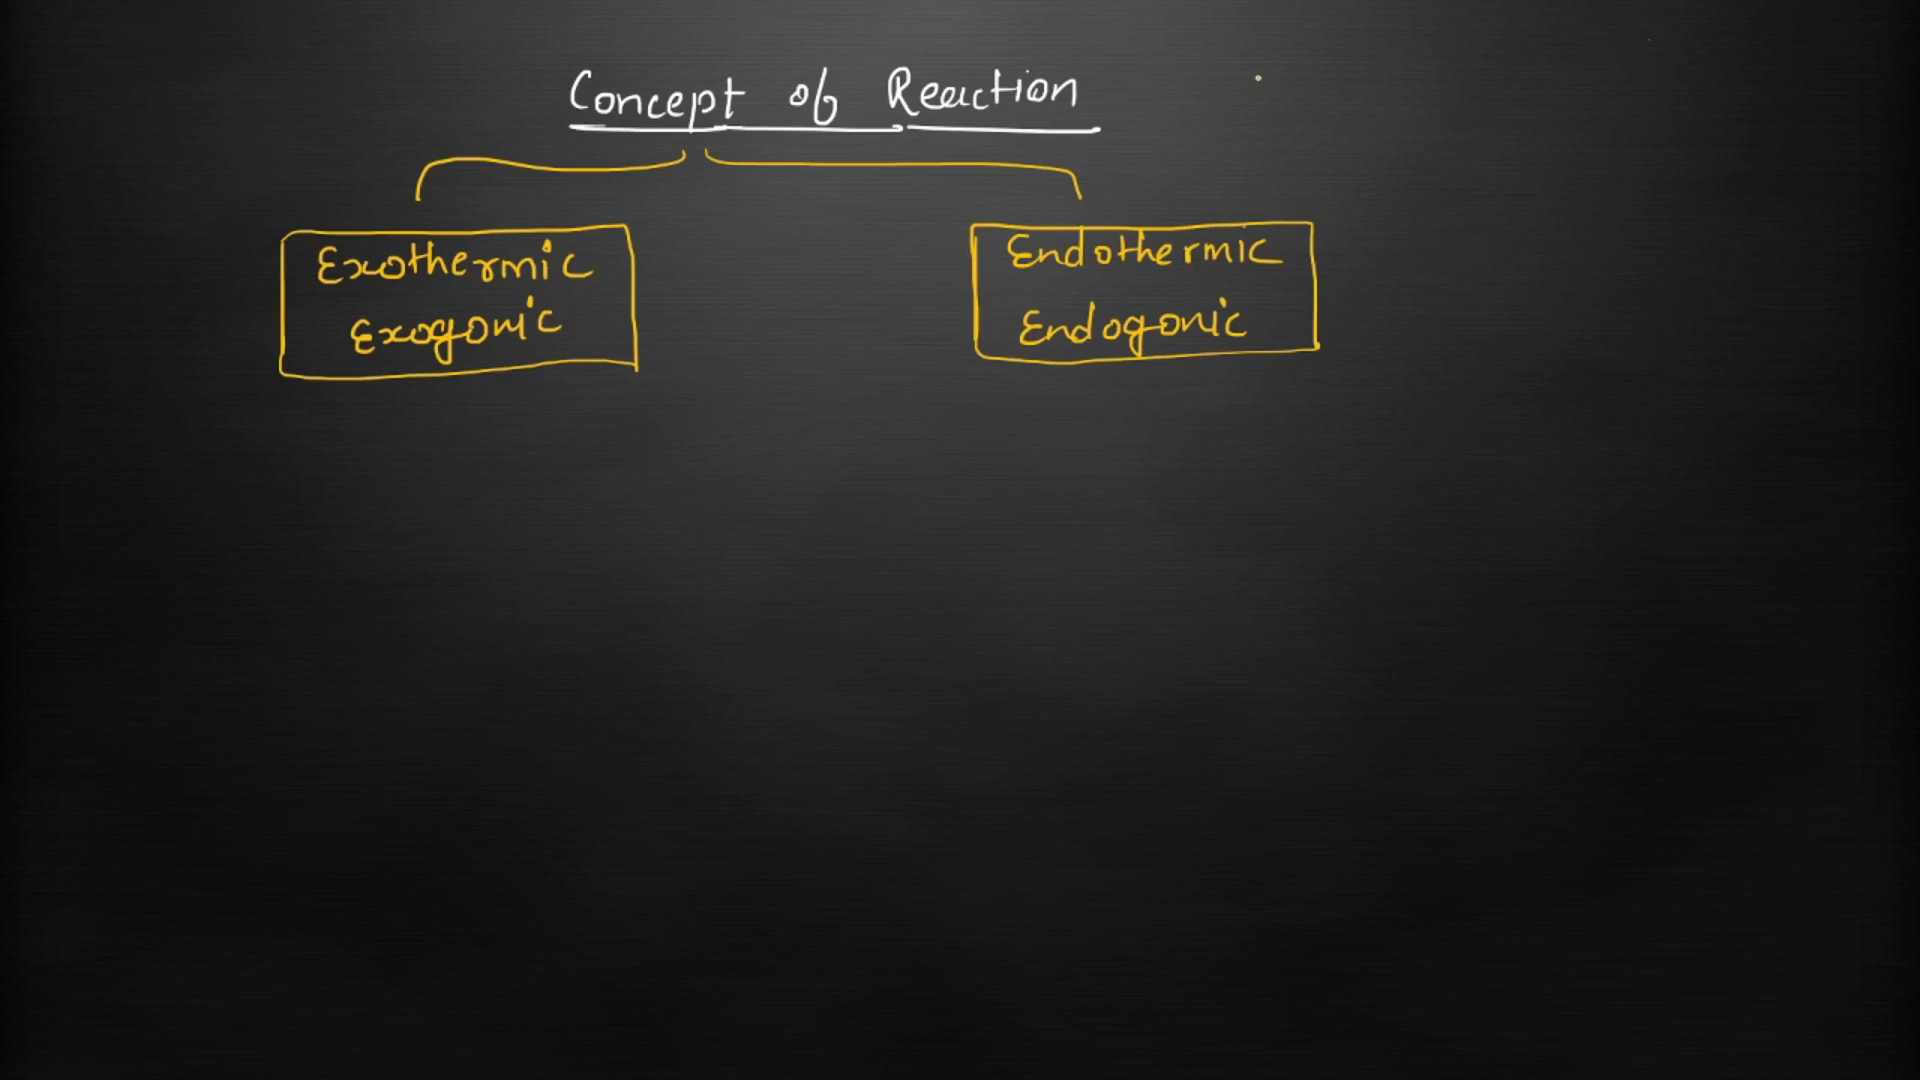 Concept of Reaction
Exothermic
Exogonic
Endothermic
Endogonic